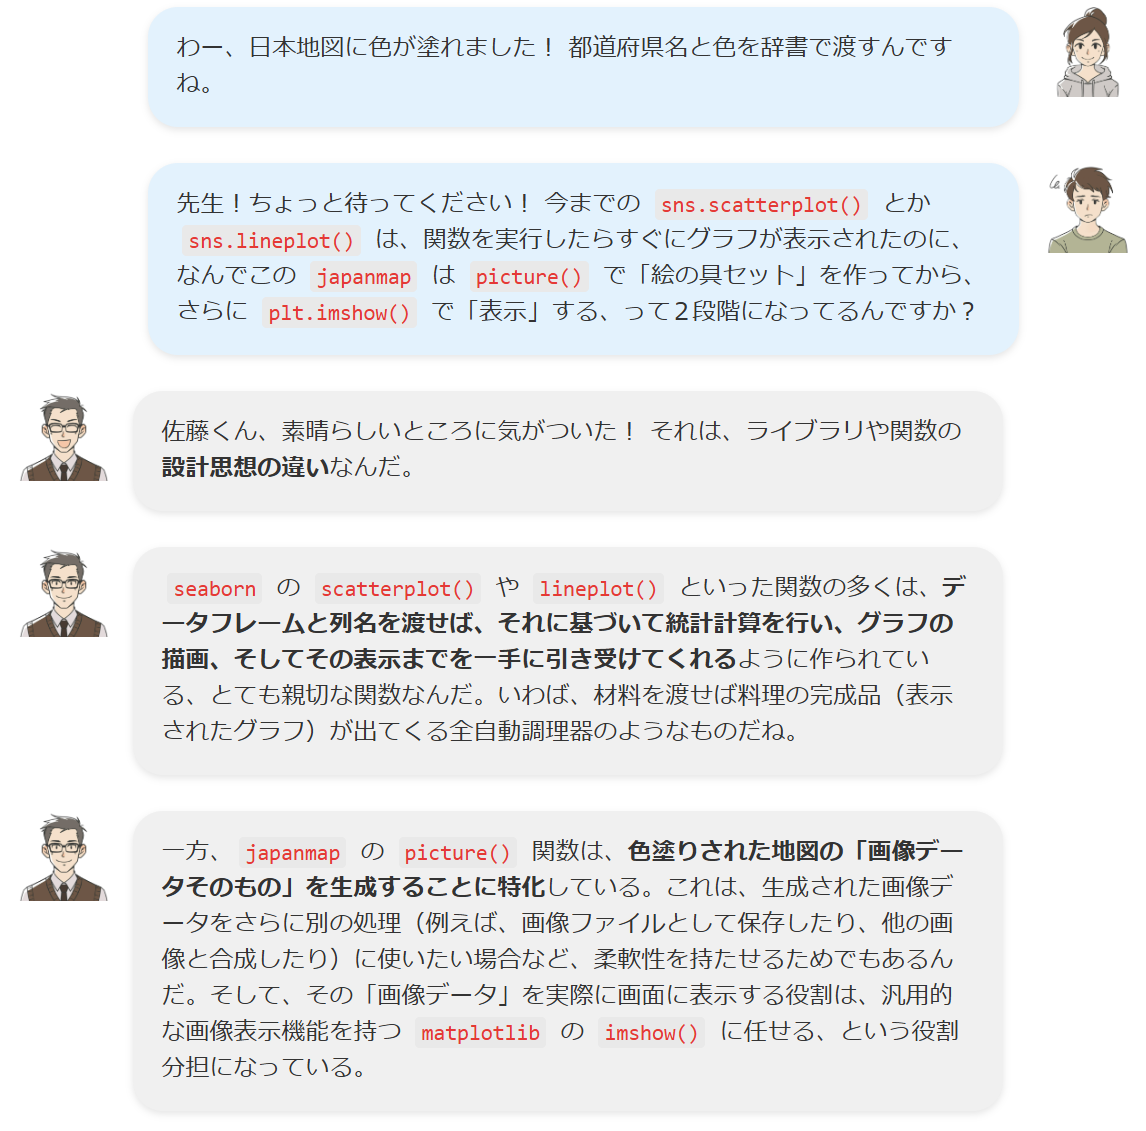 わー、日本地図に色が塗れました！ 都道府県名と色を辞書で渡すんです
ね。
先生！ちょっと待ってください！ 今までの sns.scatterplot() とか
sns.lineplot() は、関数を実行したらすぐにグラフが表示されたのに、
なんでこの japanmap は picture() で「絵の具セット」を作ってから、
さらに plt.imshow() で「表示」する、って２段階になってるんですか？
佐藤くん、素晴らしいところに気がついた！ それは、ライブラリや関数の
設計思想の違いなんだ。
seaborn の scatterplot() や lineplot() といった関数の多くは、デ
ータフレームと列名を渡せば、それに基づいて統計計算を行い、グラフの
描画、そしてその表示までを一手に引き受けてくれるように作られてい
る、とても親切な関数なんだ。いわば、材料を渡せば料理の完成品（表示
されたグラフ）が出てくる全自動調理器のようなものだね。
一方、 japanmap の picture() 関数は、色塗りされた地図の「画像デー
タそのもの」を生成することに特化している。これは、生成された画像デ
ータをさらに別の処理（例えば、画像ファイルとして保存したり、他の画
像と合成したり）に使いたい場合など、柔軟性を持たせるためでもあるん
だ。そして、その「画像データ」を実際に画面に表示する役割は、汎用的
な画像表示機能を持つ matplotlib の imshow() に任せる、という役割
分担になっている。